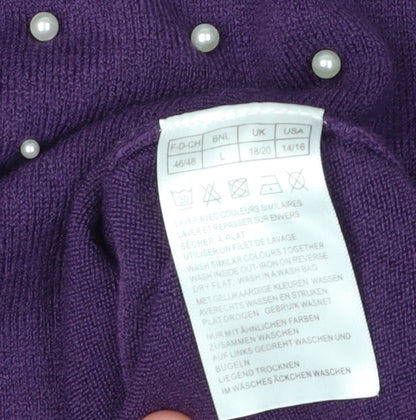 F-D-CH BNL UK USA
46/48 L 18/20 14/16
LAVER AVEC COULEURS SIMILAIRES
LAVER ET REPASSER SUR ENVERS
SÉCHER A PLAT
UTILISER UN FILET DE LAVAGE
WASH SIMILAR COLOURS TOGETHER
WASH INSIDE OUT-IRON ON REVERSE
DRY FLAT. WASH IN A WASH BAG
MET GELIJKAARDIGE KLEUREN WASSEN
AVERECHTS WASSEN EN STRIJKEN
PLAT DROGEN GEBRUIK WASNET
NUR MIT ÄHNLICHEN FARBEN
ZUSAMMEN WASCHEN
AUF LINKS GEDREHT WASCHEN UND
BÜGELN
LIEGEND TROCKNEN
IM WÄSCHES ÄCKCHEN WASCHEN